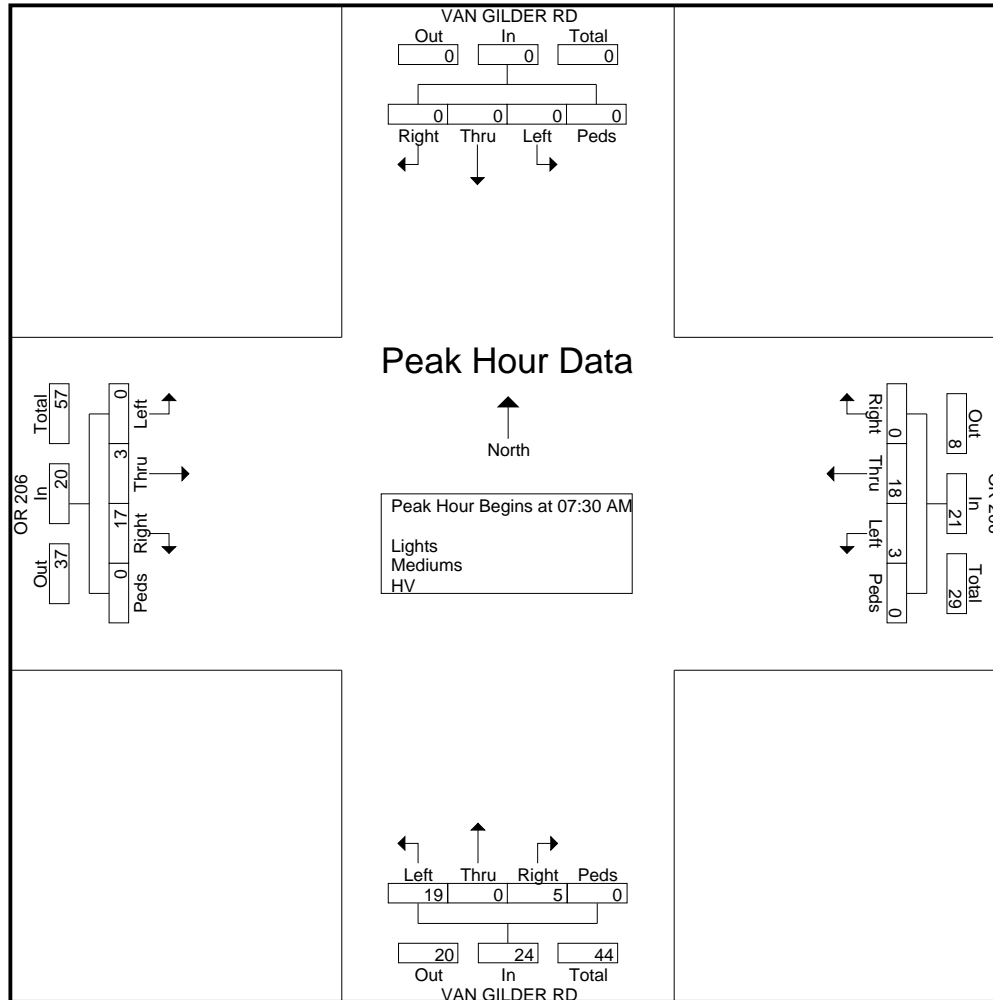 VAN GILDER RD
Out In Total
0 0 0
0 0 0 0
Right Thru Left Peds
Peak Hour Data
North
Peak Hour Begins at 07:30 AM
Lights
Mediums
HV
OR 206
Total In Out
57 20 37
0 3 17 0
Left Thru Right Peds
Right Thru Left Peds
0 18 3 0
Out In Total
8 21 29
Left Thru Right Peds
19 0 5 0
20 24 44
Out In Total
VAN GILDER RD